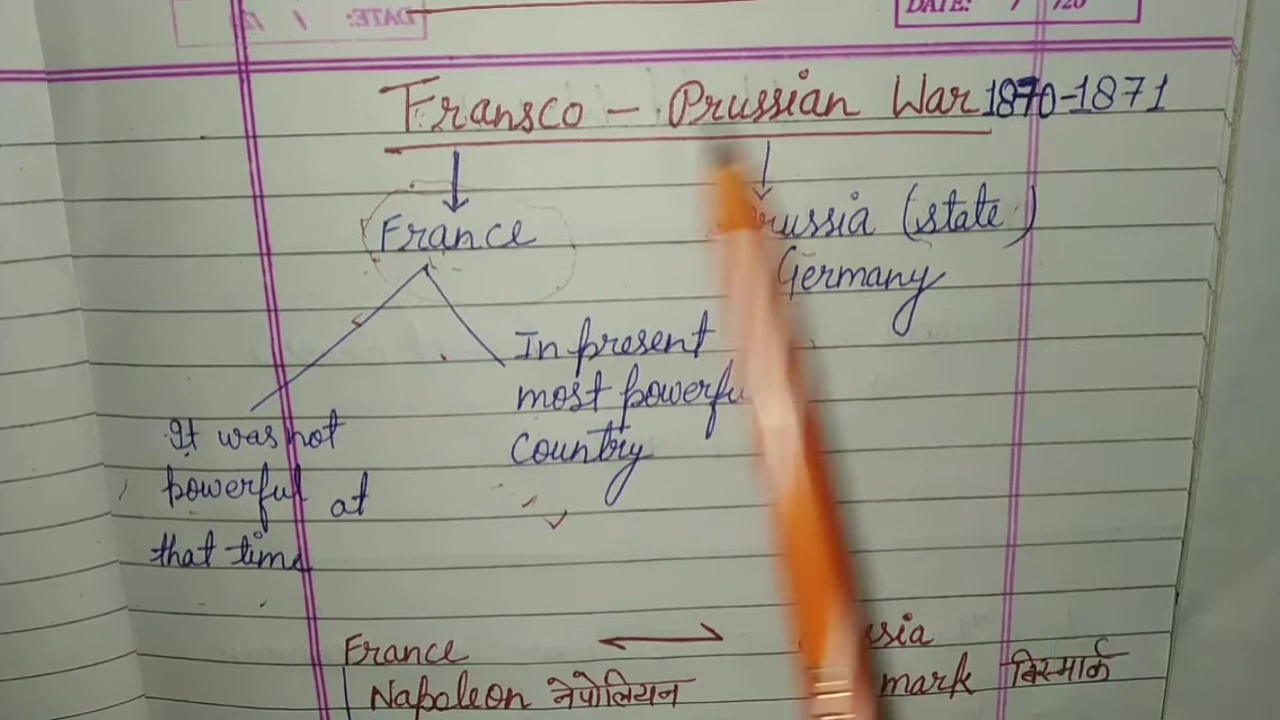 DATE: /
DATE: / /20
Fransco - Prussian War 1870-1871
France
russia (state)
Germany
In present
most powerfu
Country
It was not
powerful at
that time
France
Napoleon नेपोलियन
ssia
mark बिस्मार्क